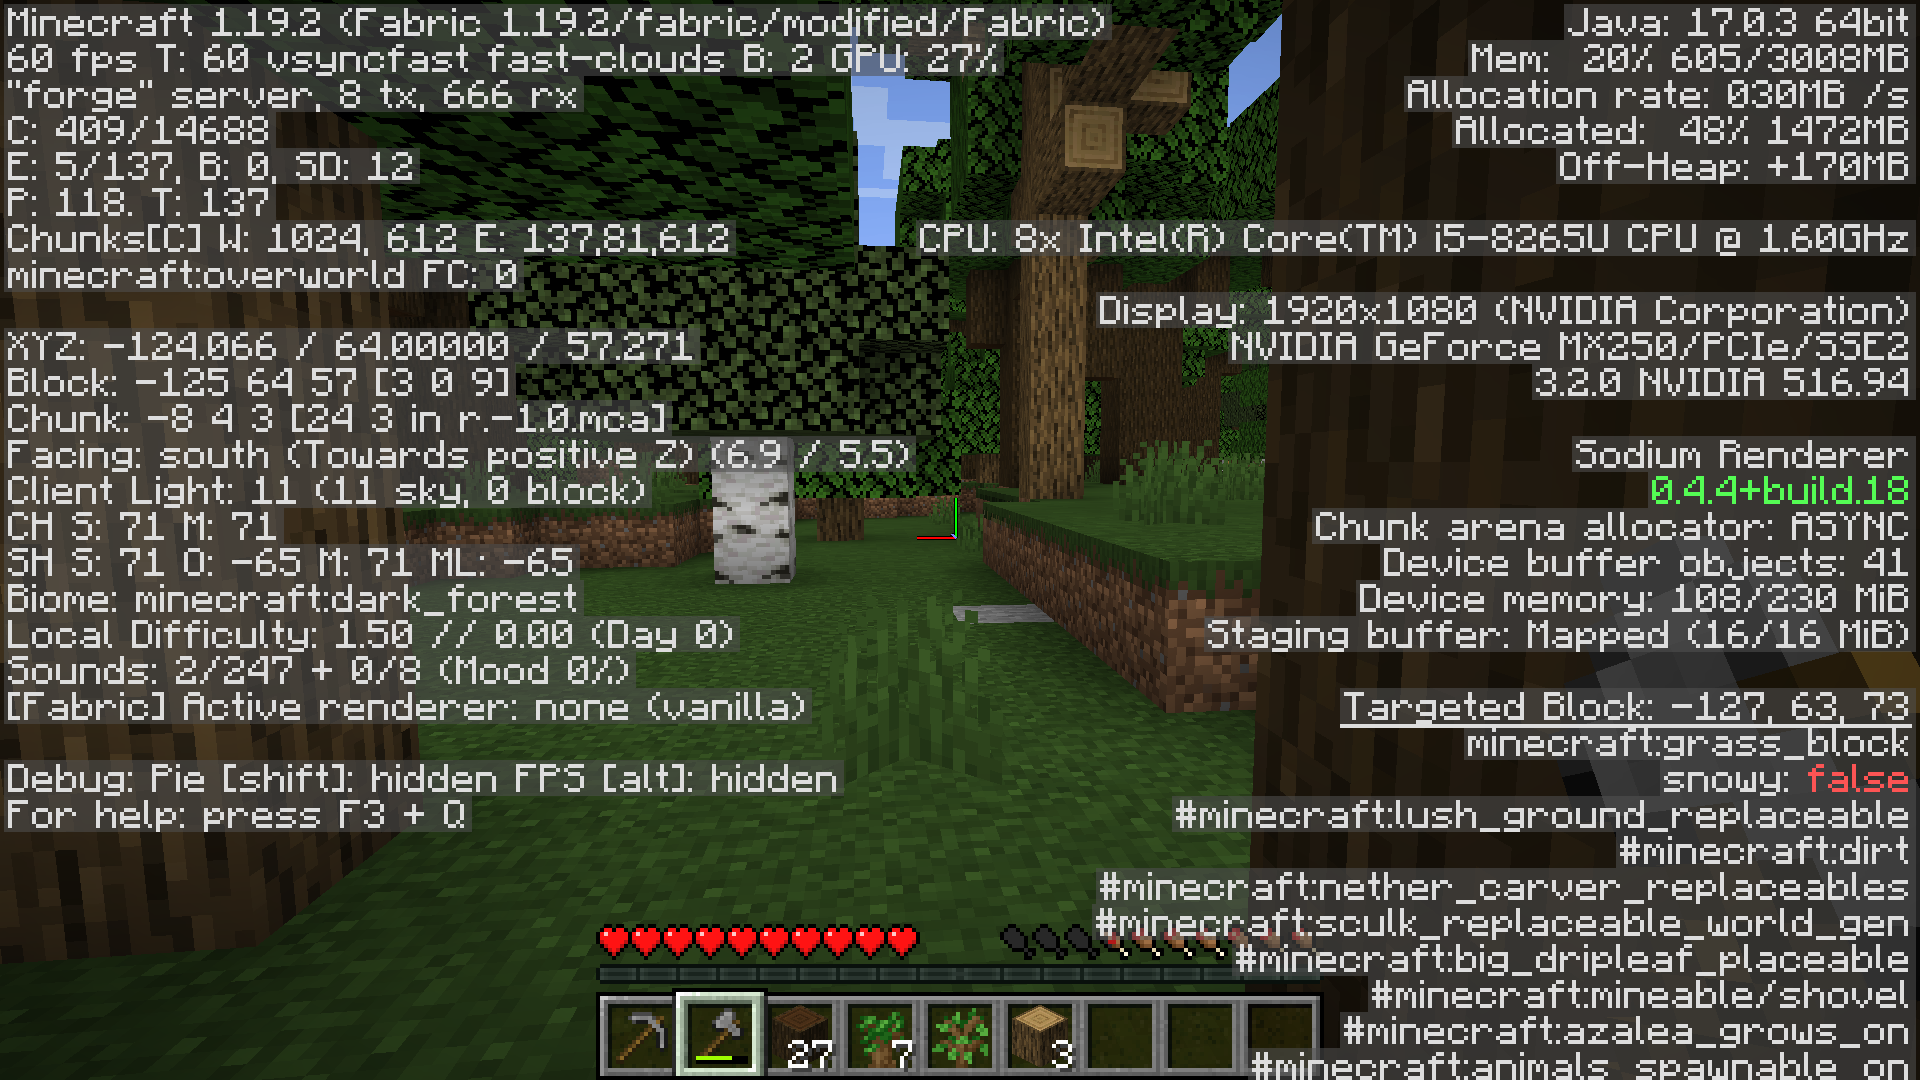 Minecraft 1.19.2 (Fabric 1.19.2/fabric/modified/Fabric)
60 fps T: 60 vsyncfast fast-clouds B: 2 GPU: 27%
"forge" server, 8 tx, 666 rx
C: 409/14688
E: 5/137, B: 0, SD: 12
P: 118. T: 137
Chunks[C] W: 1024, 612 E: 137,81,612
minecraft:overworld FC: 0
XYZ: -124.066 / 64.00000 / 57.271
Block: -125 64 57 [3 0 9]
Chunk: -8 4 3 [24 3 in r.-1.0.mca]
Facing: south (Towards positive Z) (6.9 / 5.5)
Client Light: 11 (11 sky, 0 block)
CH S: 71 M: 71
SH S: 71 O: -65 M: 71 ML: -65
Biome: minecraft:dark_forest
Local Difficulty: 1.50 // 0.00 (Day 0)
Sounds: 2/247 + 0/8 (Mood 0%)
[Fabric] Active renderer: none (vanilla)
Debug: Pie [shift]: hidden FPS [alt]: hidden
For help: press F3 + Q
Java: 17.0.3 64bit
Mem: 20% 605/3008MB
Allocation rate: 030MB /s
Allocated: 48% 1472MB
Off-Heap: +170MB
CPU: 8x Intel(R) Core(TM) i5-8265U CPU @ 1.60GHz
Display: 1920x1080 (NVIDIA Corporation)
NVIDIA GeForce MX250/PCIe/SSE2
3.2.0 NVIDIA 516.94
Sodium Renderer
0.4.4+build.18
Chunk arena allocator: ASYNC
Device buffer objects: 41
Device memory: 108/230 MiB
Staging buffer: Mapped (16/16 MiB)
Targeted Block: -127, 63, 73
minecraft:grass_block
snowy: false
#minecraft:lush_ground_replaceable
#minecraft:dirt
#minecraft:nether_carver_replaceables
#minecraft:sculk_replaceable_world_gen
#minecraft:big_dripleaf_placeable
#minecraft:mineable/shovel
#minecraft:azalea_grows_on
#minecraft:animals_spawnable_on
27 7 3